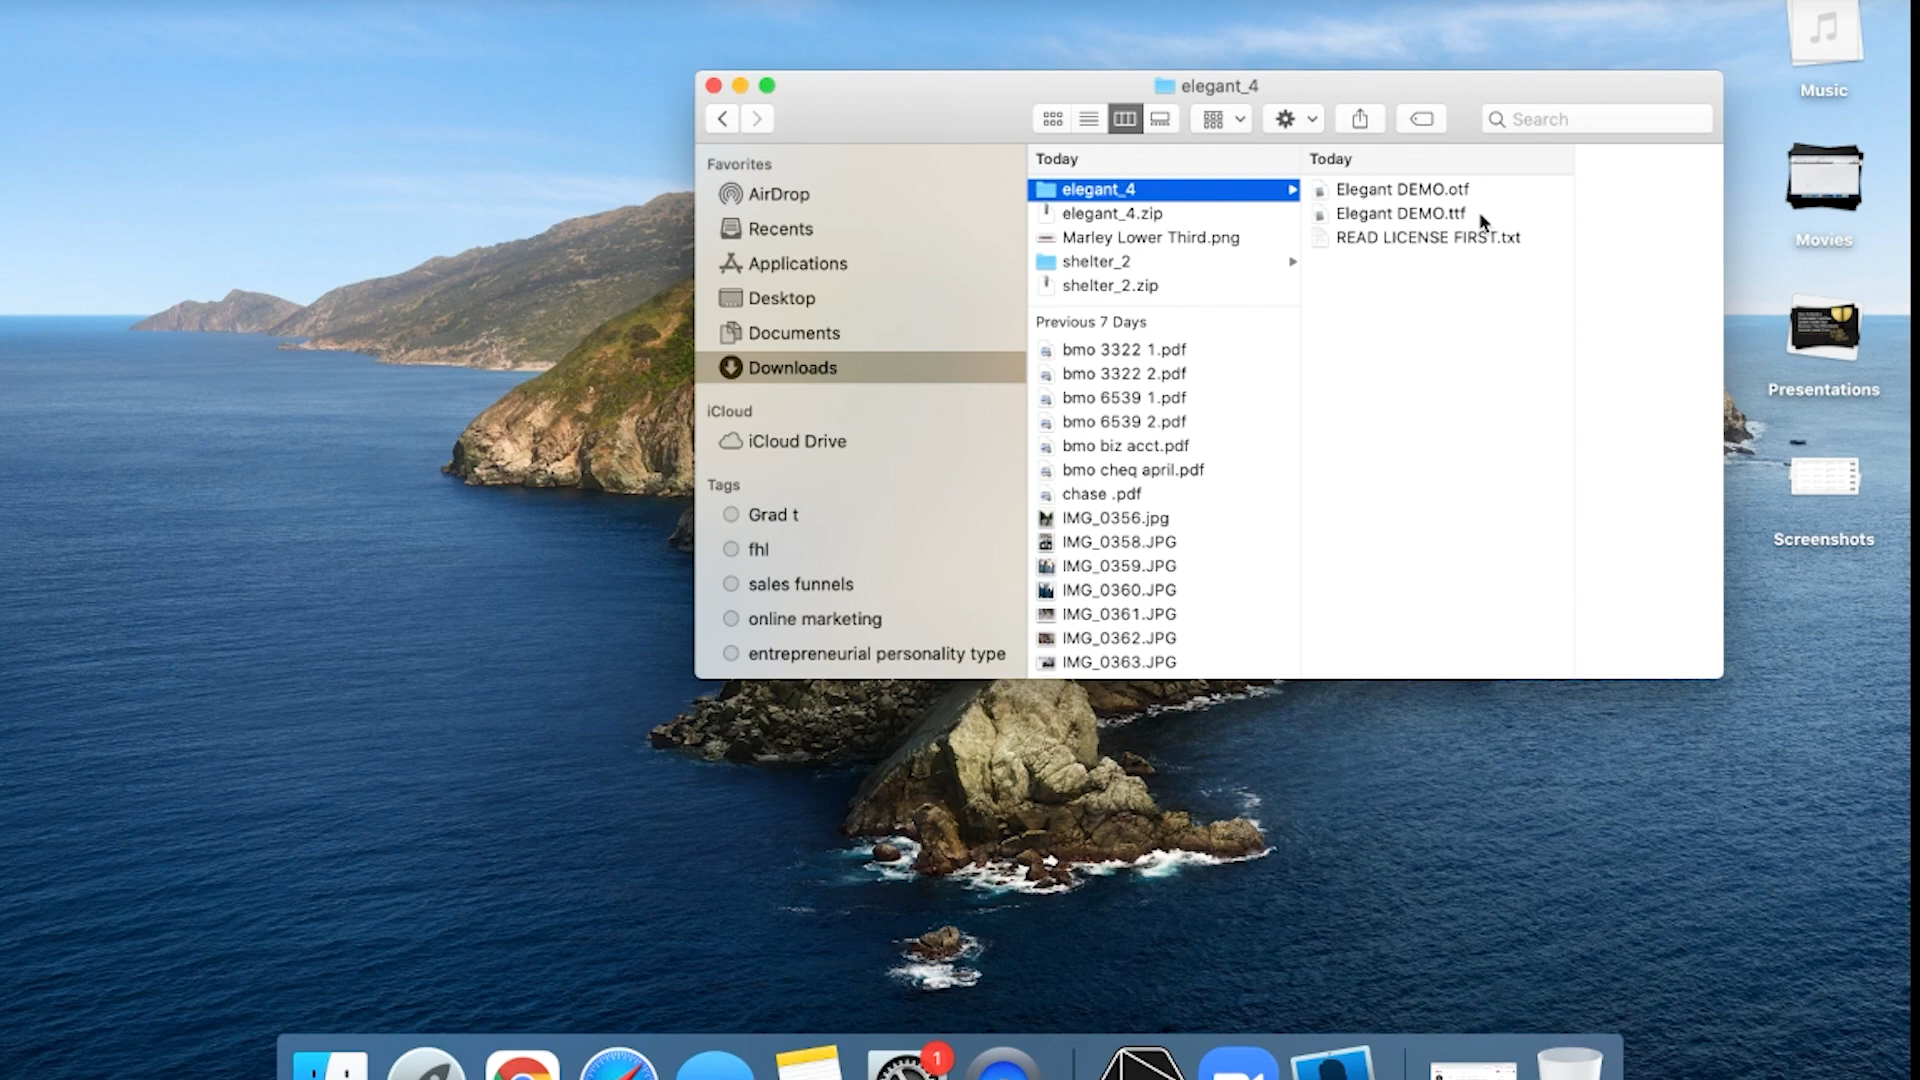 elegant_4
Search
Favorites
AirDrop
Recents
Applications
Desktop
Documents
Downloads
iCloud
iCloud Drive
Tags
Grad t
fhl
sales funnels
online marketing
entrepreneurial personality type
Today
elegant_4
elegant_4.zip
Marley Lower Third.png
shelter_2
shelter_2.zip
Previous 7 Days
bmo 3322 1.pdf
bmo 3322 2.pdf
bmo 6539 1.pdf
bmo 6539 2.pdf
bmo biz acct.pdf
bmo cheq april.pdf
chase .pdf
IMG_0356.jpg
IMG_0358.JPG
IMG_0359.JPG
IMG_0360.JPG
IMG_0361.JPG
IMG_0362.JPG
IMG_0363.JPG
Today
Elegant DEMO.otf
Elegant DEMO.ttf
READ LICENSE FIRST.txt
Music
Movies
Presentations
Screenshots
1